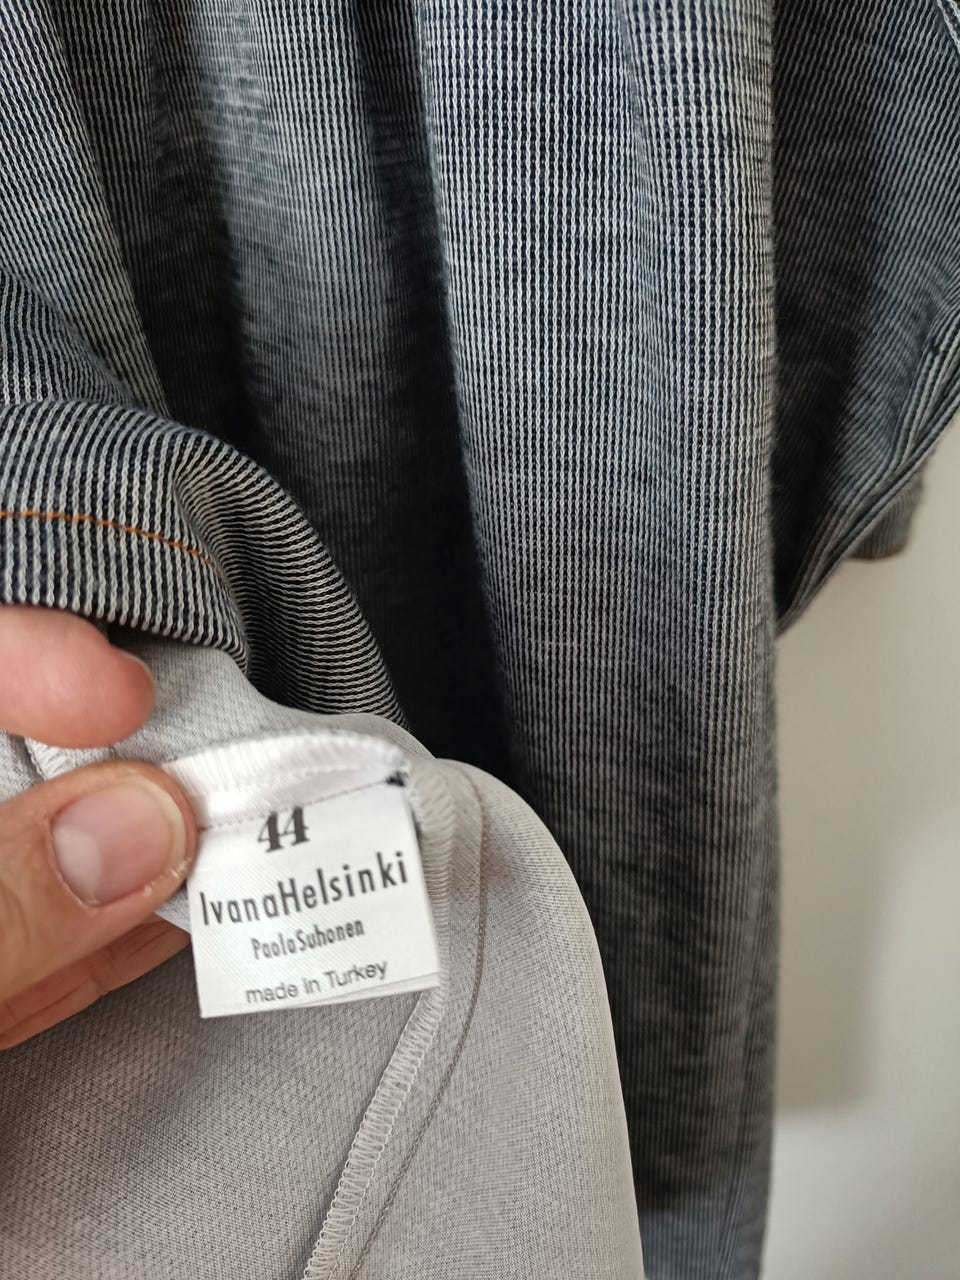 44
IvanaHelsinki
PaolaSuhonen
made in Turkey